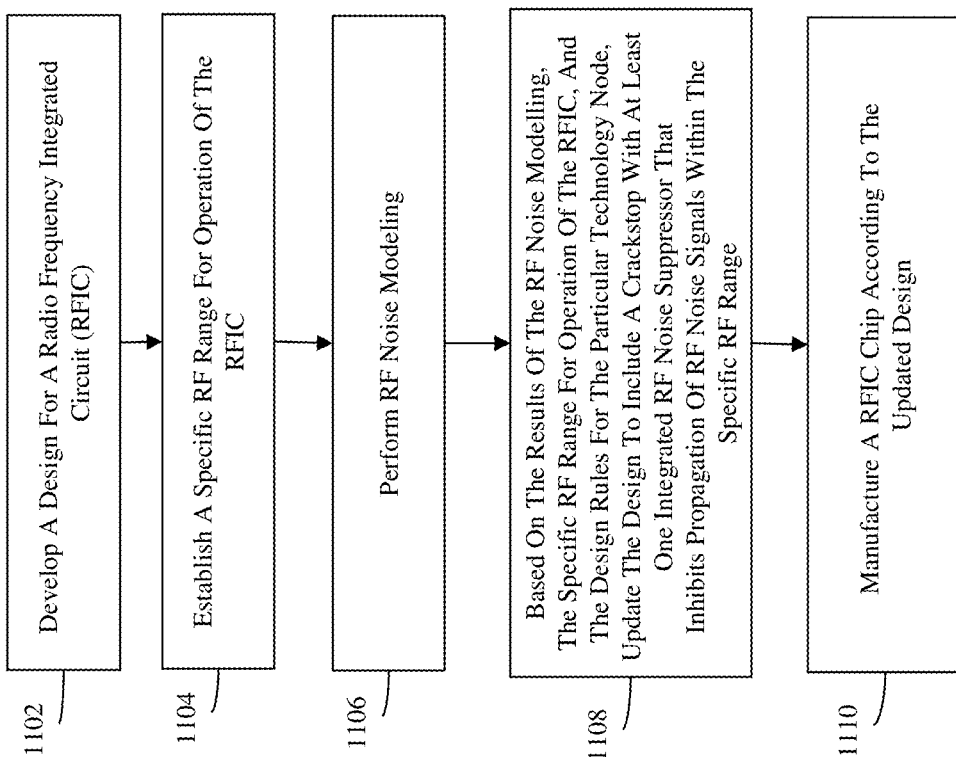 1102
Develop A Design For A Radio Frequency Integrated
Circuit (RFIC)
1104
Establish A Specific RF Range For Operation Of The
RFIC
1106
Perform RF Noise Modeling
1108
Based On The Results Of The RF Noise Modelling,
The Specific RF Range For Operation Of The RFIC, And
The Design Rules For The Particular Technology Node,
Update The Design To Include A Crackstop With At Least
One Integrated RF Noise Suppressor That
Inhibits Propagation Of RF Noise Signals Within The
Specific RF Range
1110
Manufacture A RFIC Chip According To The
Updated Design